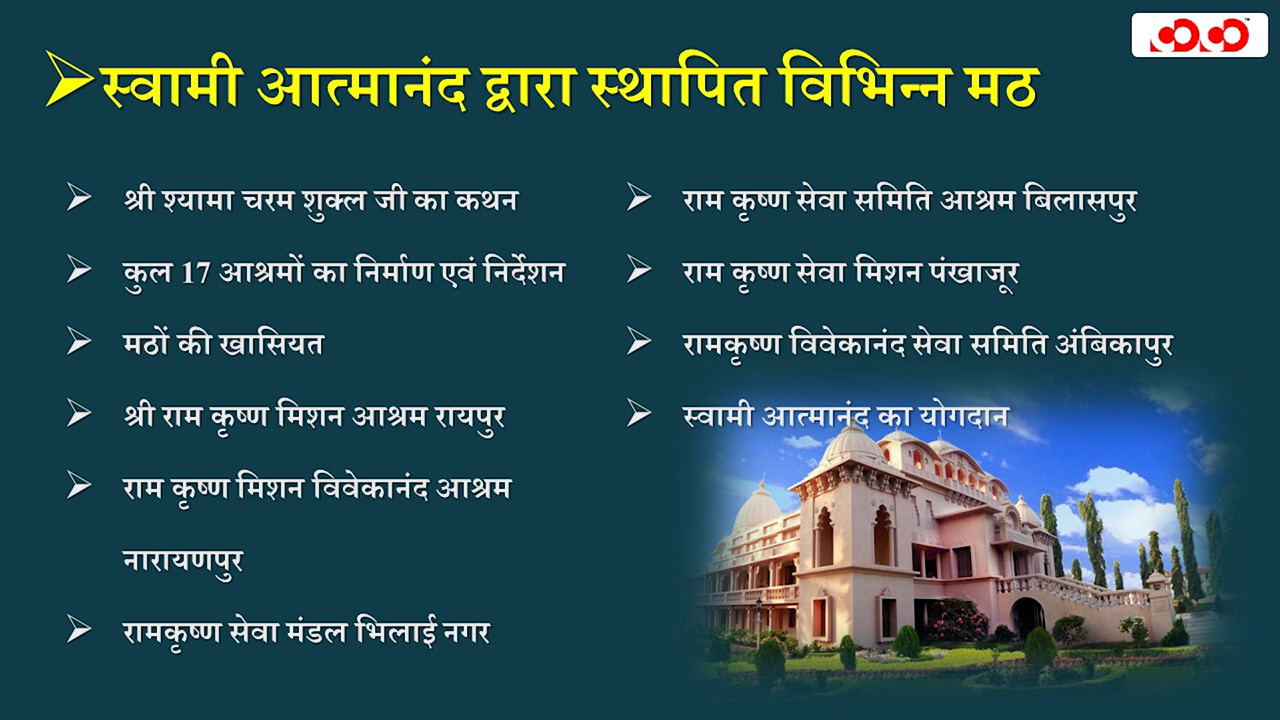 ➢स्वामी आत्मानंद द्वारा स्थापित विभिन्न मठ
➢ श्री श्यामा चरम शुक्ल जी का कथन
➢ कुल 17 आश्रमों का निर्माण एवं निर्देशन
➢ मठों की खासियत
➢ श्री राम कृष्ण मिशन आश्रम रायपुर
➢ राम कृष्ण मिशन विवेकानंद आश्रम
नारायणपुर
➢ रामकृष्ण सेवा मंडल भिलाई नगर
➢ राम कृष्ण सेवा समिति आश्रम बिलासपुर
➢ राम कृष्ण सेवा मिशन पंखाजूर
➢ रामकृष्ण विवेकानंद सेवा समिति अंबिकापुर
➢ स्वामी आत्मानंद का योगदान